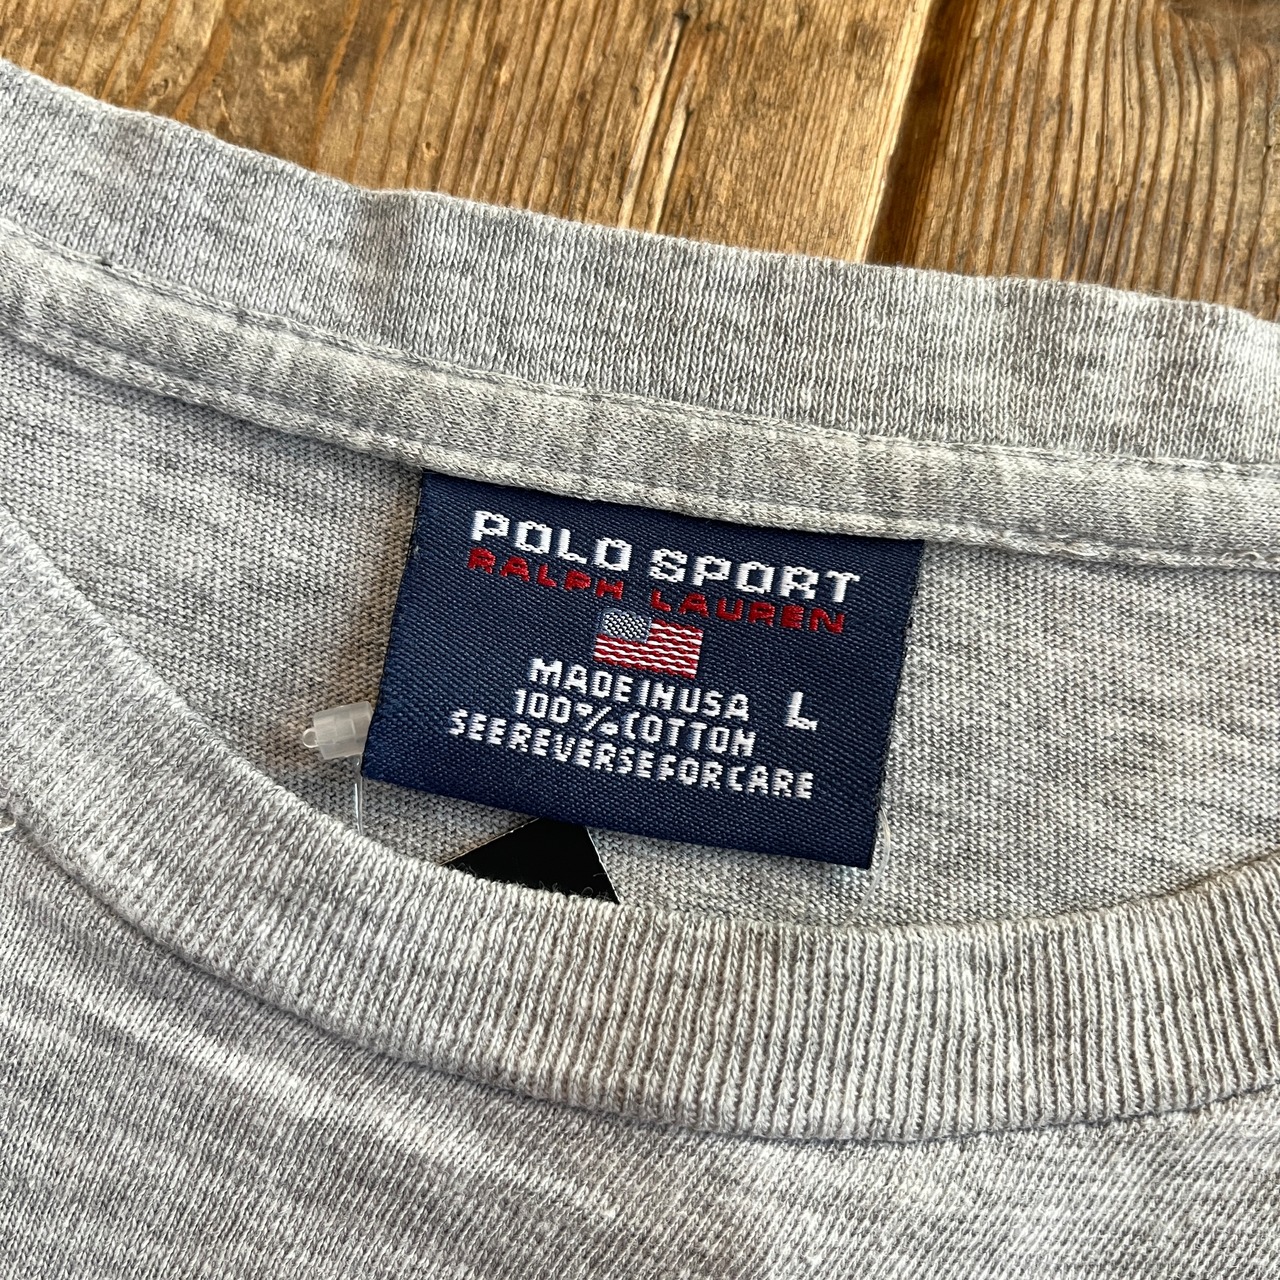 POLO SPORT
RALPH LAUREN
MADE IN USA L
100% COTTON
SEE REVERSE FOR CARE